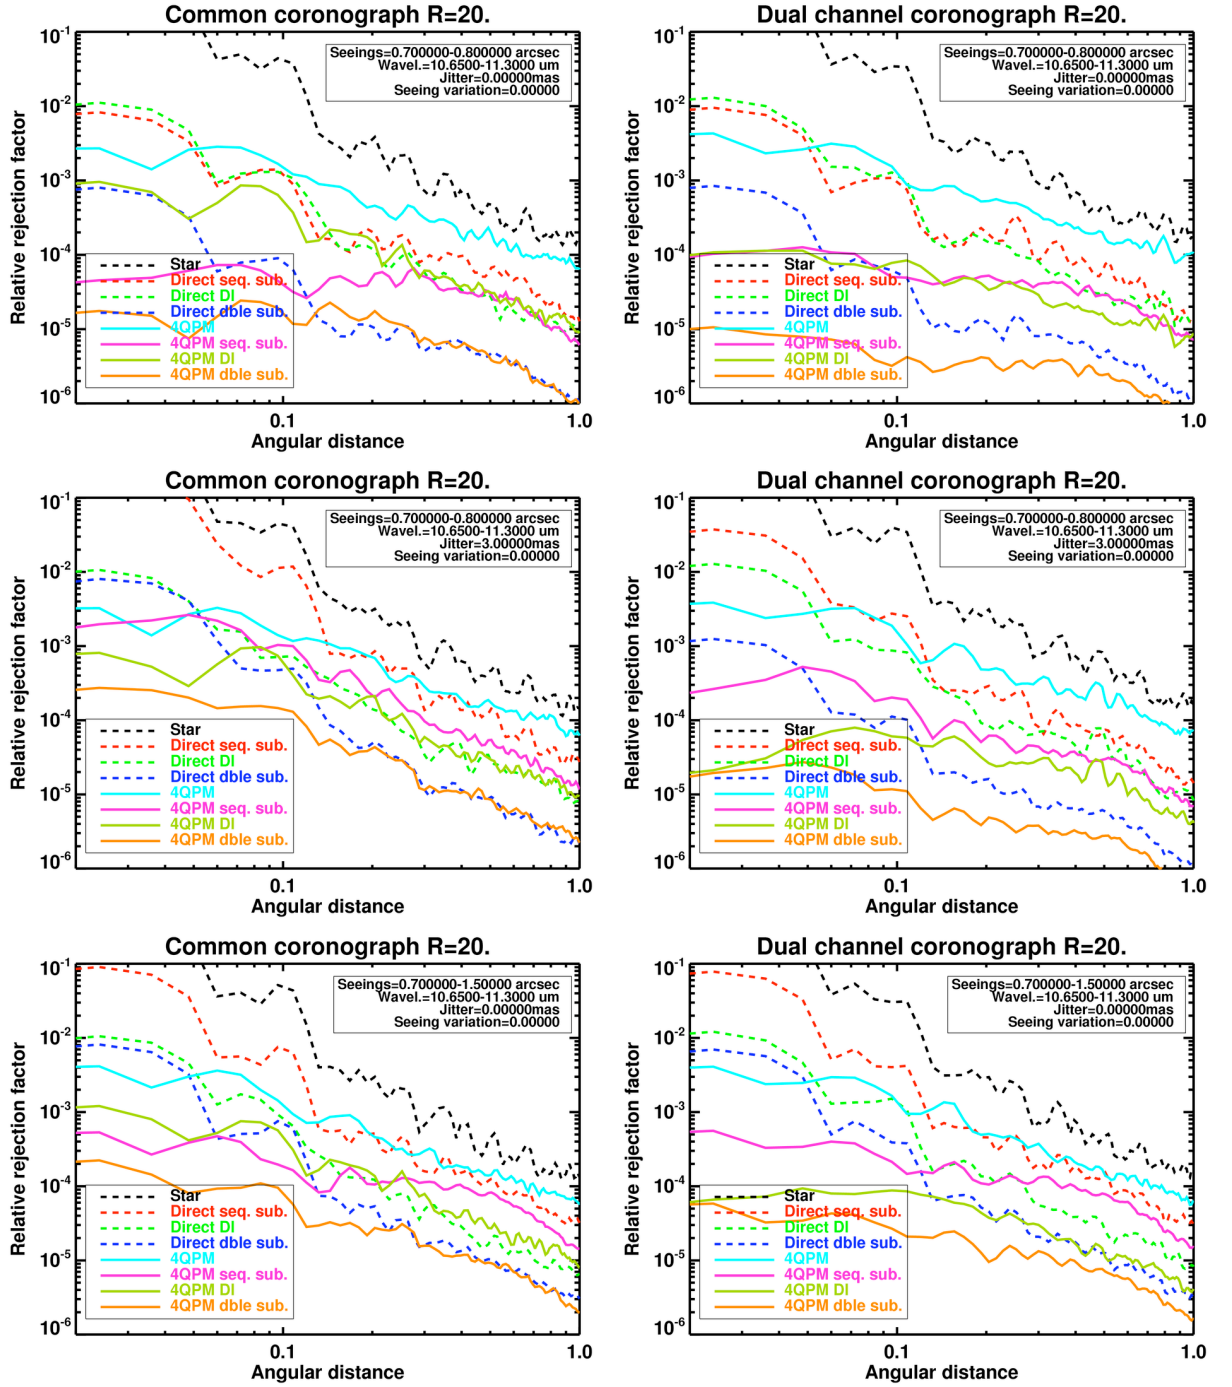 Common coronograph R=20.
Seeings=0.700000-0.800000 arcsec
Wavel.=10.6500-11.3000 um
Jitter=0.00000mas
Seeing variation=0.00000
Relative rejection factor
10-1
10-2
10-3
10-4
10-5
10-6
Star
Direct seq. sub.
Direct DI
Direct dble sub.
4QPM
4QPM seq. sub.
4QPM DI
4QPM dble sub.
0.1
1.0
Angular distance
Dual channel coronograph R=20.
Seeings=0.700000-0.800000 arcsec
Wavel.=10.6500-11.3000 um
Jitter=0.00000mas
Seeing variation=0.00000
Relative rejection factor
10-1
10-2
10-3
10-4
10-5
10-6
Star
Direct seq. sub.
Direct DI
Direct dble sub.
4QPM
4QPM seq. sub.
4QPM DI
4QPM dble sub.
0.1
1.0
Angular distance
Common coronograph R=20.
Seeings=0.700000-0.800000 arcsec
Wavel.=10.6500-11.3000 um
Jitter=3.00000mas
Seeing variation=0.00000
Relative rejection factor
10-1
10-2
10-3
10-4
10-5
10-6
Star
Direct seq. sub.
Direct DI
Direct dble sub.
4QPM
4QPM seq. sub.
4QPM DI
4QPM dble sub.
0.1
1.0
Angular distance
Dual channel coronograph R=20.
Seeings=0.700000-0.800000 arcsec
Wavel.=10.6500-11.3000 um
Jitter=3.00000mas
Seeing variation=0.00000
Relative rejection factor
10-1
10-2
10-3
10-4
10-5
10-6
Star
Direct seq. sub.
Direct DI
Direct dble sub.
4QPM
4QPM seq. sub.
4QPM DI
4QPM dble sub.
0.1
1.0
Angular distance
Common coronograph R=20.
Seeings=0.700000-1.50000 arcsec
Wavel.=10.6500-11.3000 um
Jitter=0.00000mas
Seeing variation=0.00000
Relative rejection factor
10-1
10-2
10-3
10-4
10-5
10-6
Star
Direct seq. sub.
Direct DI
Direct dble sub.
4QPM
4QPM seq. sub.
4QPM DI
4QPM dble sub.
0.1
1.0
Angular distance
Dual channel coronograph R=20.
Seeings=0.700000-1.50000 arcsec
Wavel.=10.6500-11.3000 um
Jitter=0.00000mas
Seeing variation=0.00000
Relative rejection factor
10-1
10-2
10-3
10-4
10-5
10-6
Star
Direct seq. sub.
Direct DI
Direct dble sub.
4QPM
4QPM seq. sub.
4QPM DI
4QPM dble sub.
0.1
1.0
Angular distance